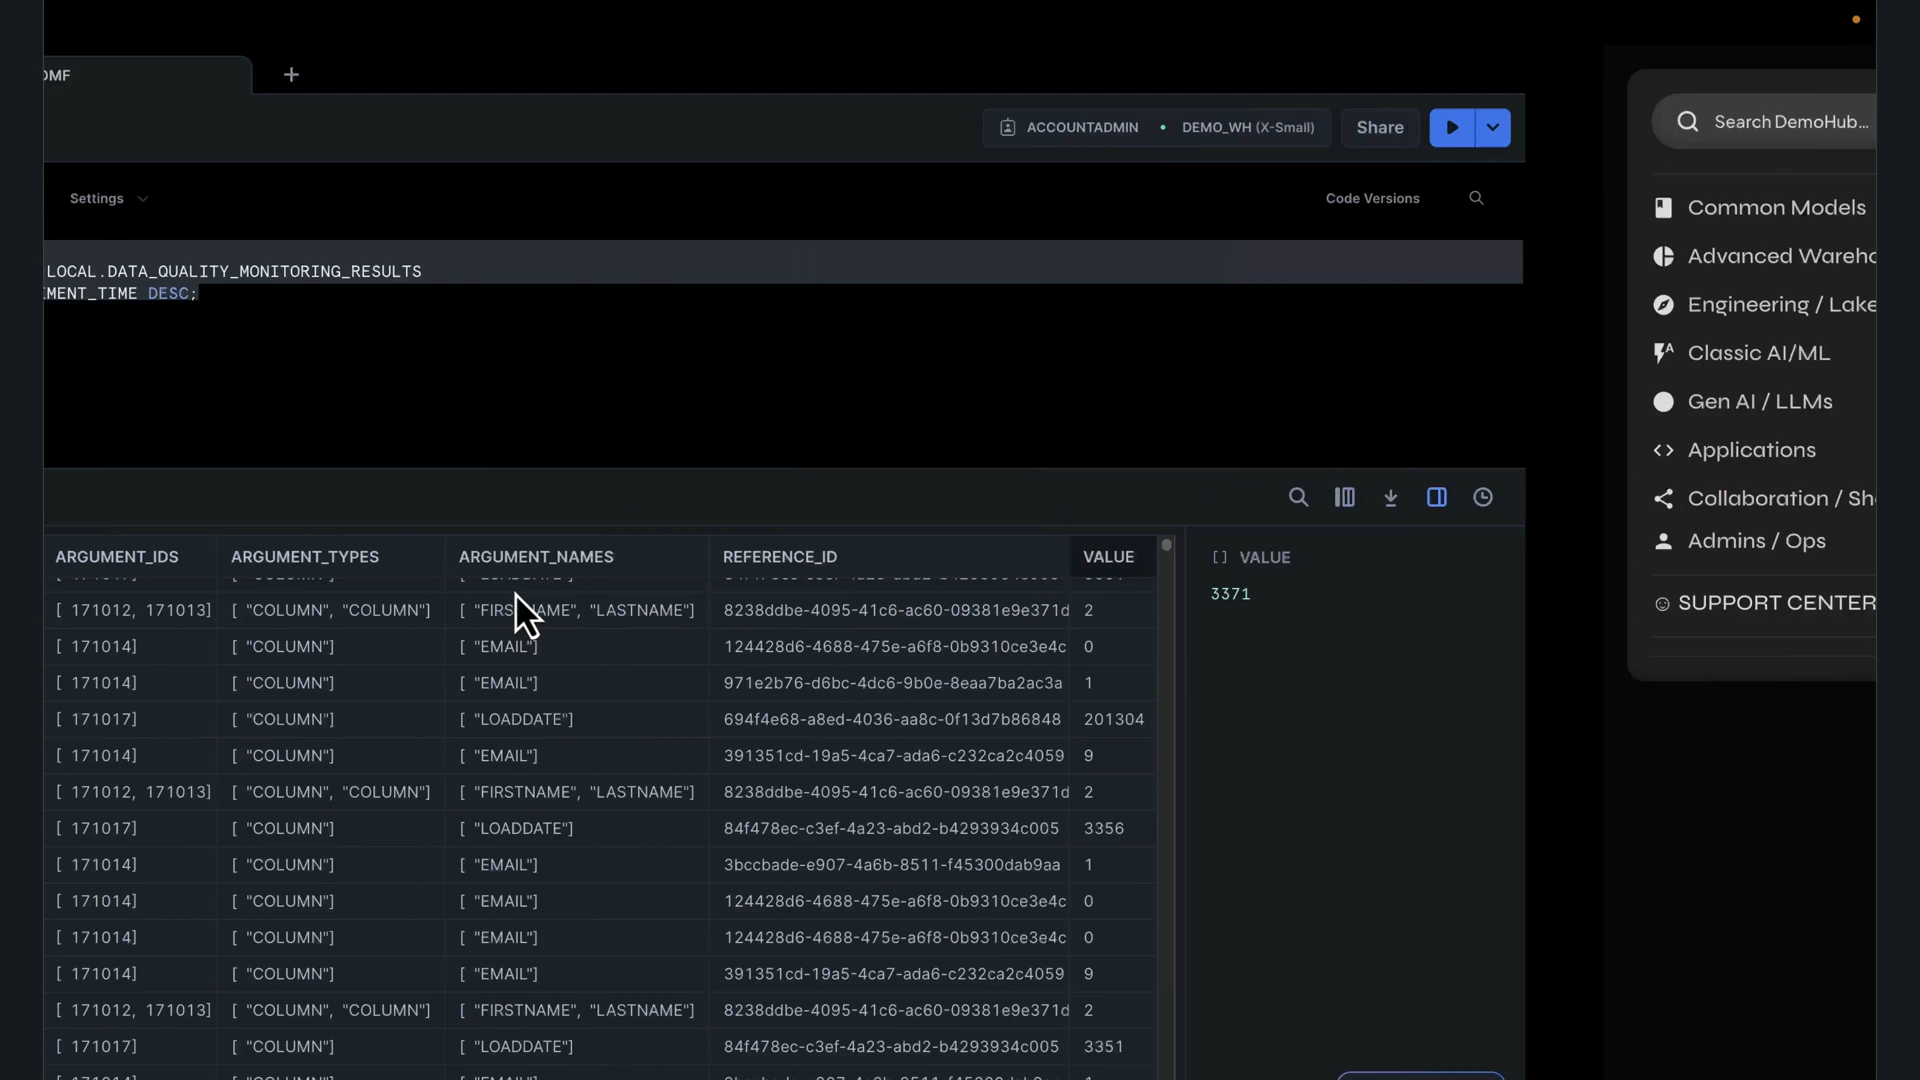 DMF
+
ACCOUNTADMIN • DEMO_WH (X-Small)
Share
Search DemoHub...
Settings
Code Versions
LOCAL.DATA_QUALITY_MONITORING_RESULTS
EMENT_TIME DESC;
Common Models
Advanced Wareho
Engineering / Lake
Classic AI/ML
Gen AI / LLMs
Applications
Collaboration / Sh
Admins / Ops
SUPPORT CENTER
ARGUMENT_IDS ARGUMENT_TYPES ARGUMENT_NAMES REFERENCE_ID VALUE
[ 171012, 171013] [ "COLUMN", "COLUMN"] [ "FIRSTNAME", "LASTNAME"] 8238ddbe-4095-41c6-ac60-09381e9e371d 2
[ 171014] [ "COLUMN"] [ "EMAIL"] 124428d6-4688-475e-a6f8-0b9310ce3e4c 0
[ 171014] [ "COLUMN"] [ "EMAIL"] 971e2b76-d6bc-4dc6-9b0e-8eaa7ba2ac3a 1
[ 171017] [ "COLUMN"] [ "LOADDATE"] 694f4e68-a8ed-4036-aa8c-0f13d7b86848 201304
[ 171014] [ "COLUMN"] [ "EMAIL"] 391351cd-19a5-4ca7-ada6-c232ca2c4059 9
[ 171012, 171013] [ "COLUMN", "COLUMN"] [ "FIRSTNAME", "LASTNAME"] 8238ddbe-4095-41c6-ac60-09381e9e371d 2
[ 171017] [ "COLUMN"] [ "LOADDATE"] 84f478ec-c3ef-4a23-abd2-b4293934c005 3356
[ 171014] [ "COLUMN"] [ "EMAIL"] 3bccbade-e907-4a6b-8511-f45300dab9aa 1
[ 171014] [ "COLUMN"] [ "EMAIL"] 124428d6-4688-475e-a6f8-0b9310ce3e4c 0
[ 171014] [ "COLUMN"] [ "EMAIL"] 124428d6-4688-475e-a6f8-0b9310ce3e4c 0
[ 171014] [ "COLUMN"] [ "EMAIL"] 391351cd-19a5-4ca7-ada6-c232ca2c4059 9
[ 171012, 171013] [ "COLUMN", "COLUMN"] [ "FIRSTNAME", "LASTNAME"] 8238ddbe-4095-41c6-ac60-09381e9e371d 2
[ 171017] [ "COLUMN"] [ "LOADDATE"] 84f478ec-c3ef-4a23-abd2-b4293934c005 3351
[] VALUE
3371